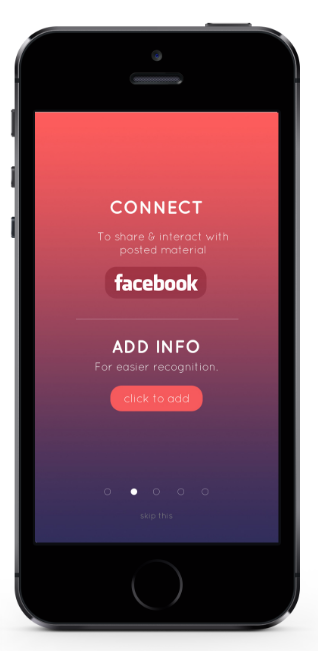 CONNECT
To share & interact with
posted material
facebook
ADD INFO
For easier recognition.
click to add
skip this